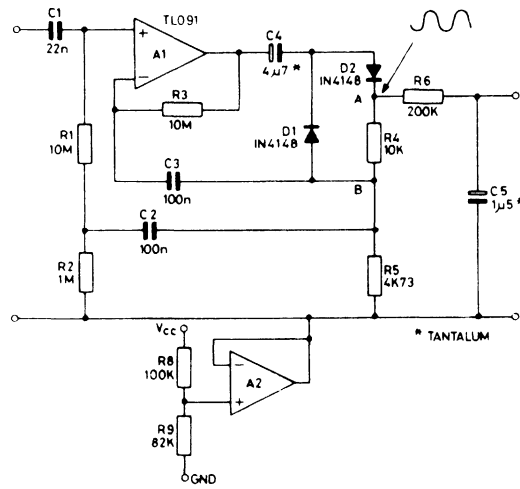 C1
22n
TL091
+
A1
−
C4
4µ7 *
D2
IN4148
A
R6
200K
R3
10M
D1
IN4148
R4
10K
R1
10M
C3
100n
B
C5
1µ5 *
C2
100n
R2
1M
R5
4K73
* TANTALUM
Vcc
R8
100K
−
A2
+
R9
82K
GND